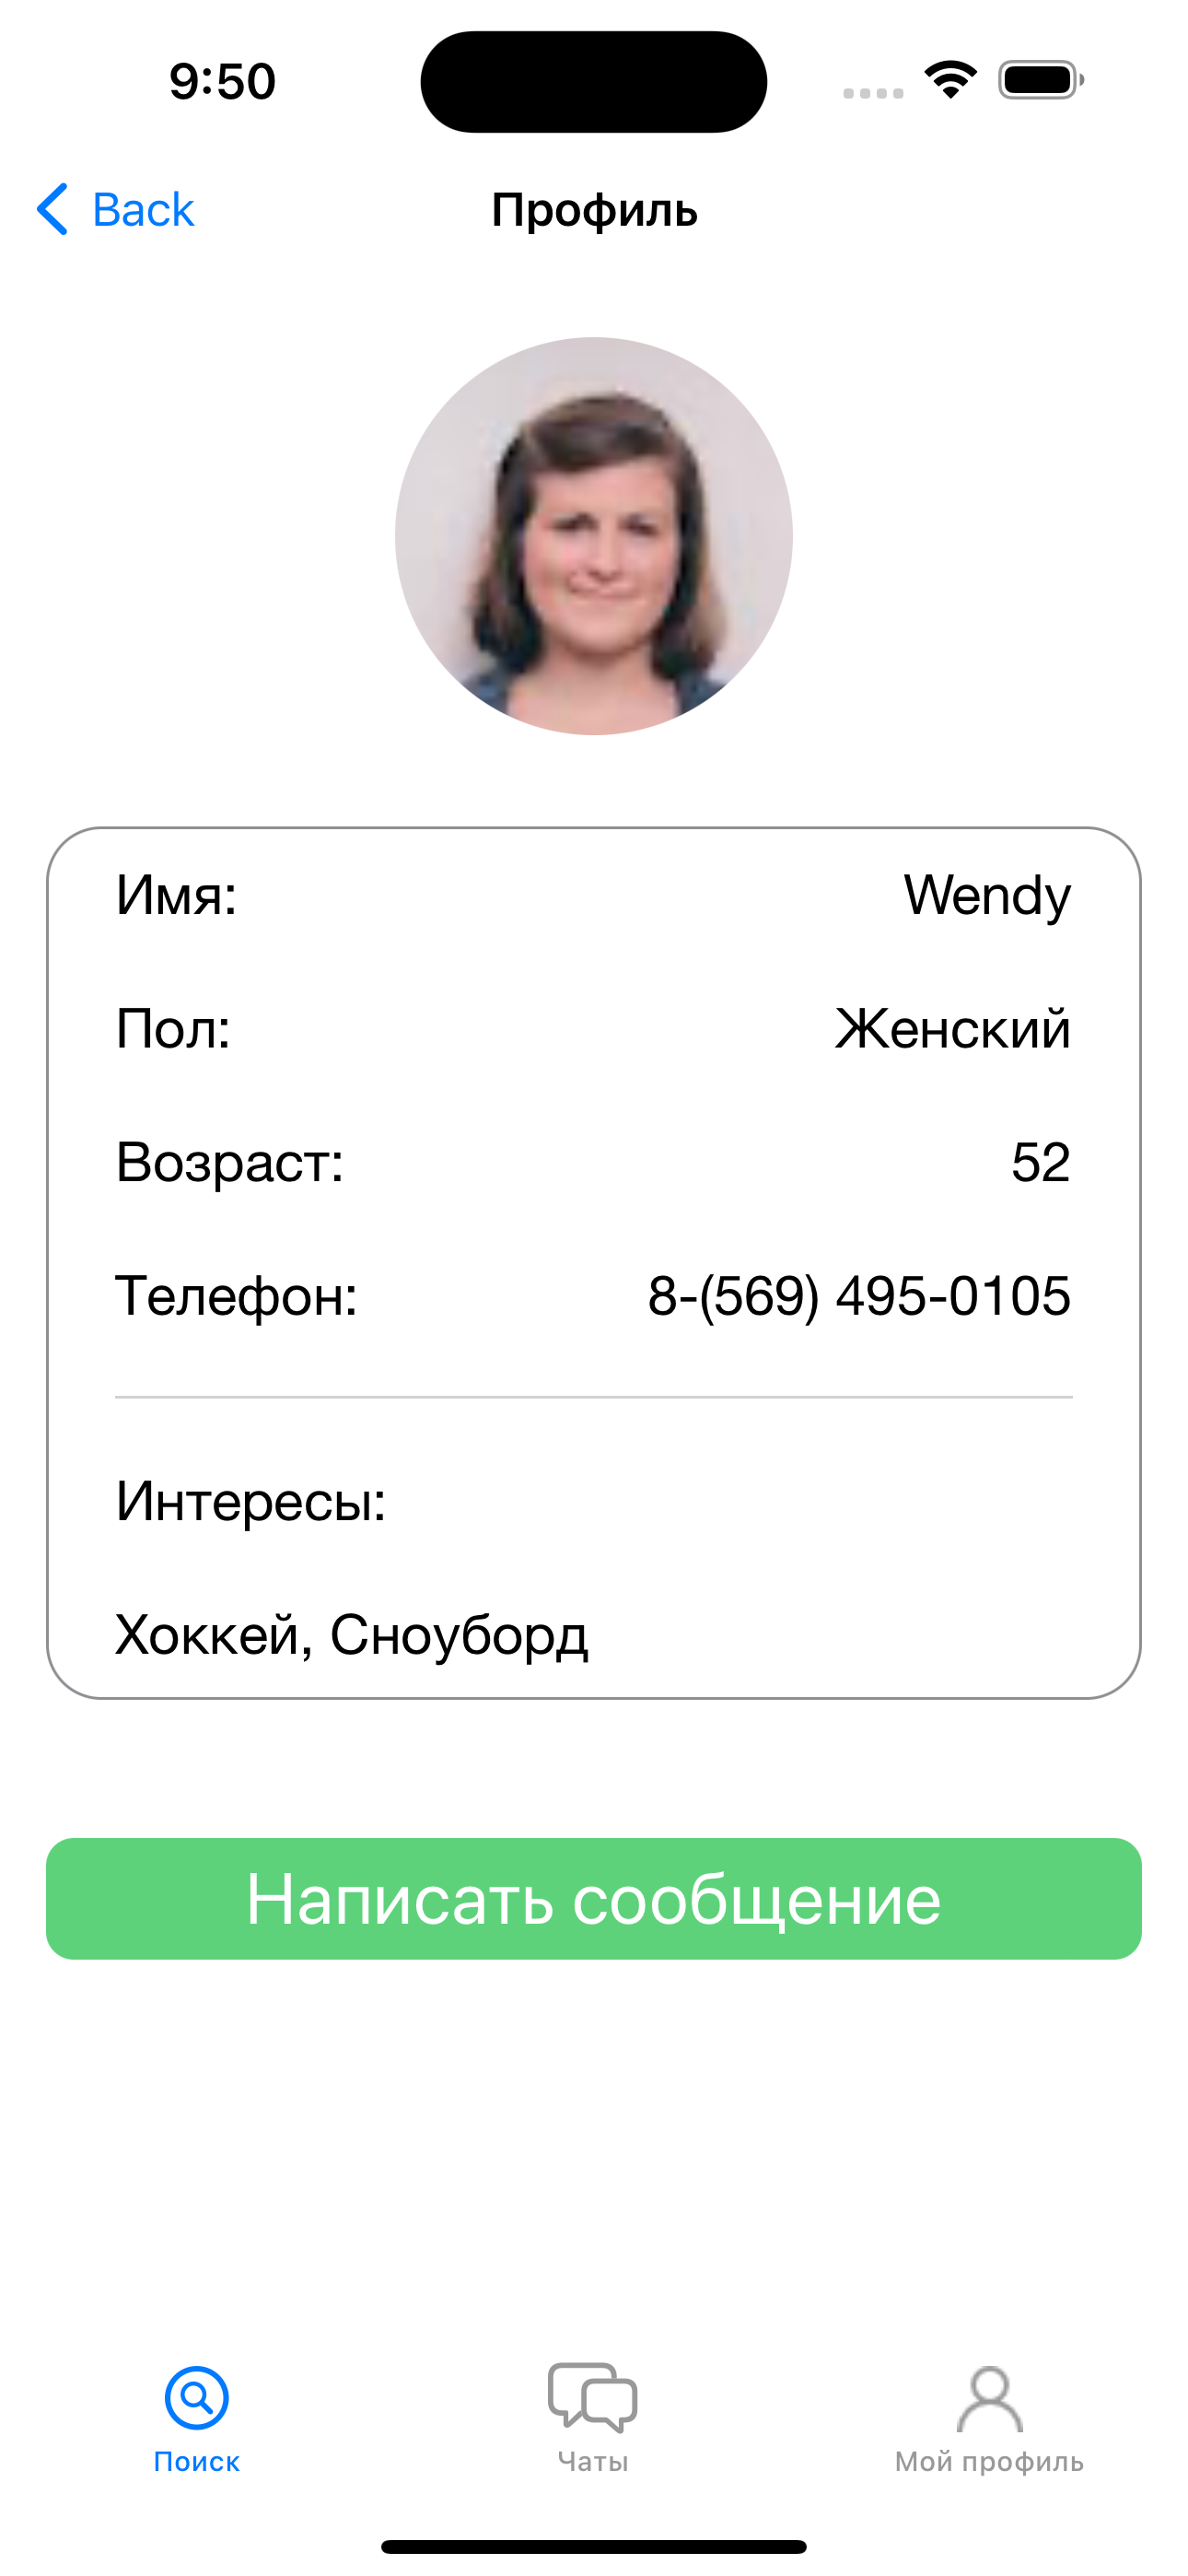 9:50
Back
Профиль
Имя: Wendy
Пол: Женский
Возраст: 52
Телефон: 8-(569) 495-0105
Интересы:
Хоккей, Сноуборд
Написать сообщение
Поиск Чаты Мой профиль